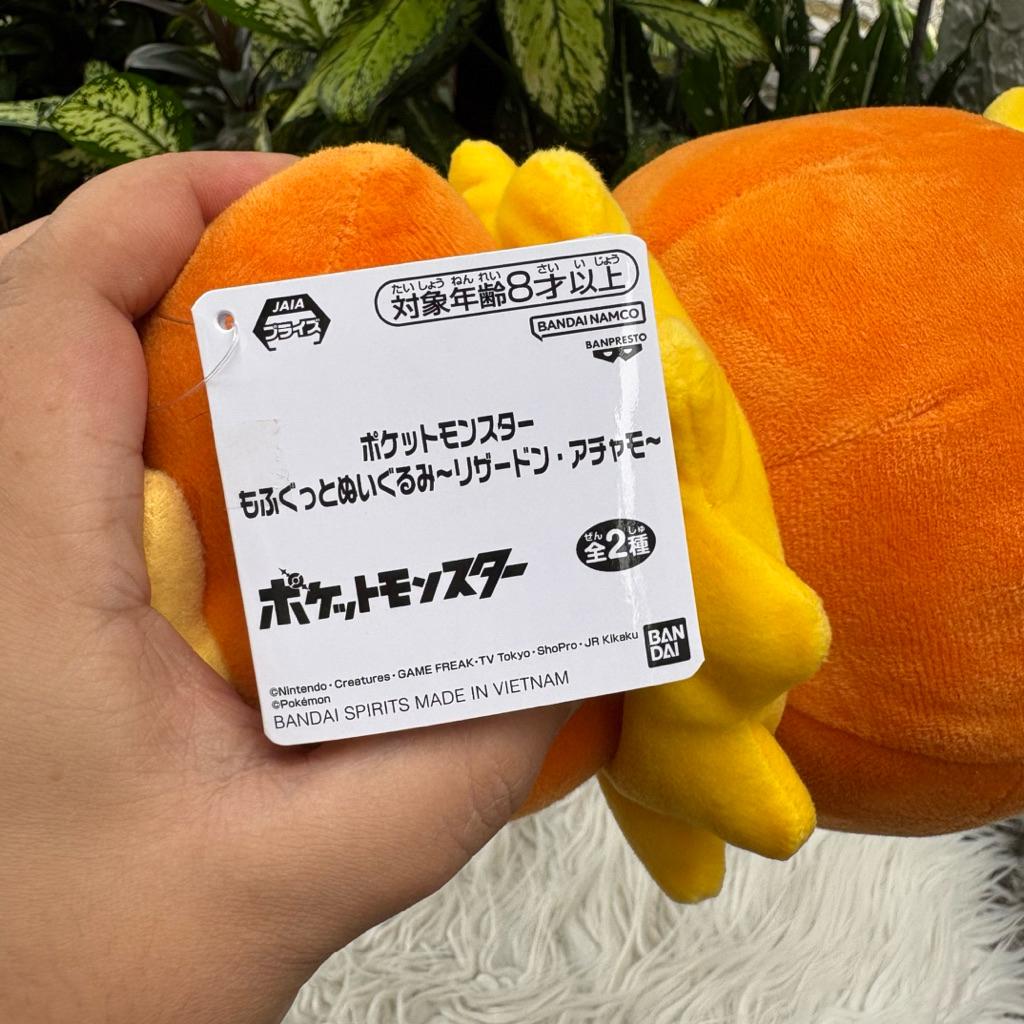 JAIA
プライズ
たいしょうねんれい さいいじょう
対象年齢8才以上
BANDAI NAMCO
BANPRESTO
ポケットモンスター
もふぐっとぬいぐるみ~リザードン・アチャモ~
ぜん しゅ
全2種
ポケットモンスター
BAN
DAI
©Nintendo・Creatures・GAME FREAK・TV Tokyo・ShoPro・JR Kikaku
©Pokémon
BANDAI SPIRITS MADE IN VIETNAM